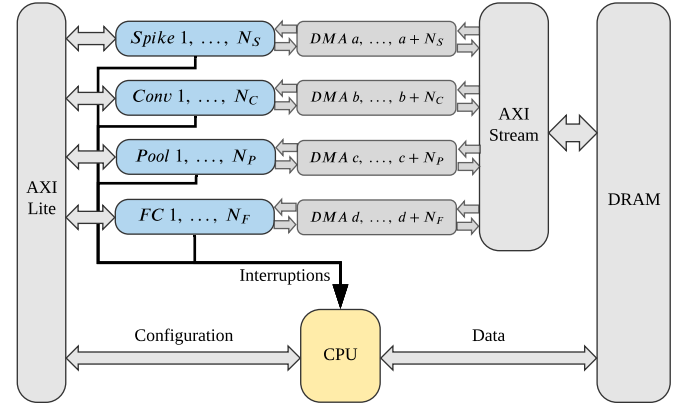 Spike 1, ..., N_S
DMA a, ..., a + N_S
Conv 1, ..., N_C
DMA b, ..., b + N_C
AXI
Stream
Pool 1, ..., N_P
DMA c, ..., c + N_P
AXI
Lite
DRAM
FC 1, ..., N_F
DMA d, ..., d + N_F
Interruptions
Configuration
CPU
Data